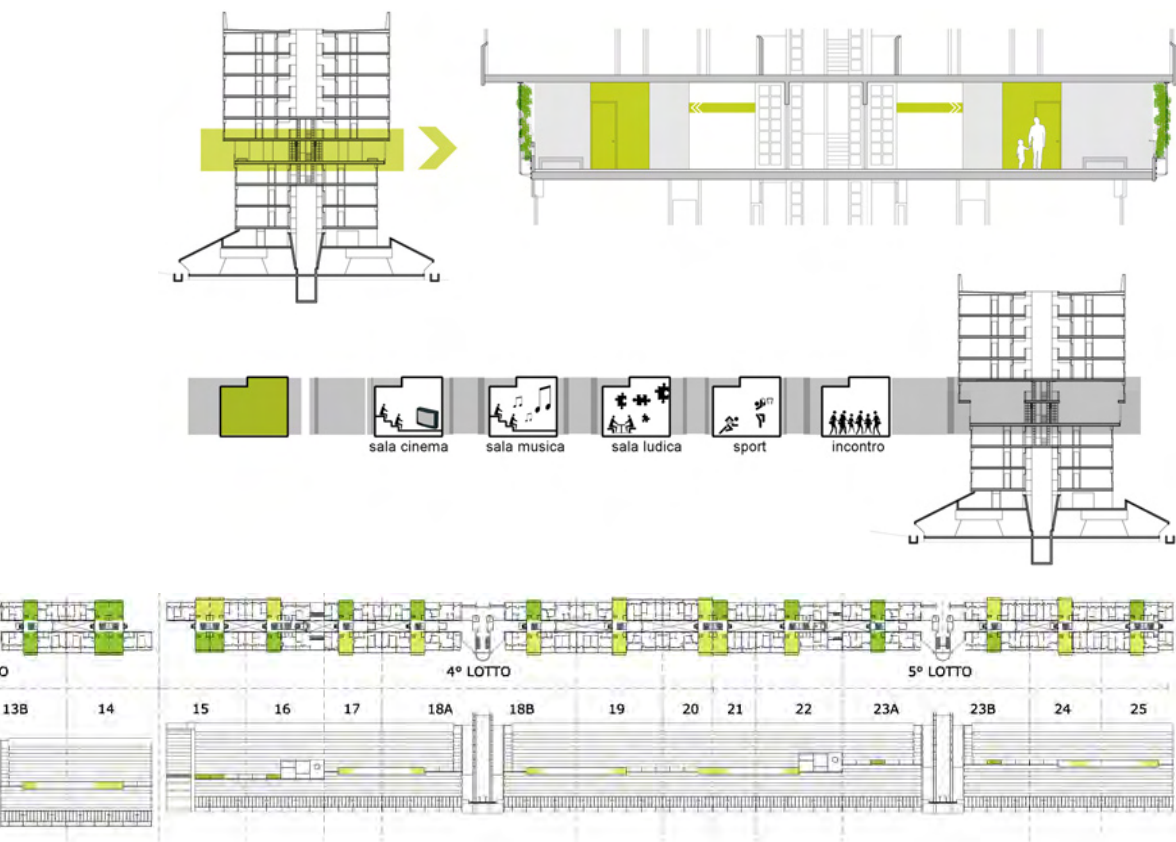 sala cinema
sala musica
sala ludica
sport
incontro
O
4° LOTTO
5° LOTTO
13B 14 15 16 17 18A 18B 19 20 21 22 23A 23B 24 25